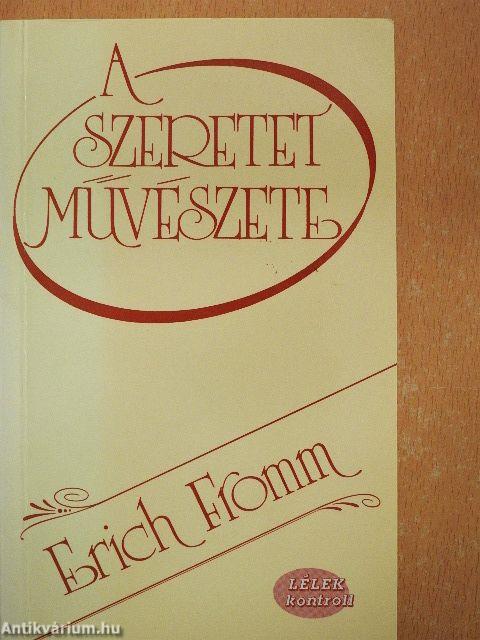 A
SZERETET
MŰVÉSZETE
Erich Fromm
LÉLEK
kontroll
Antikvárium.hu